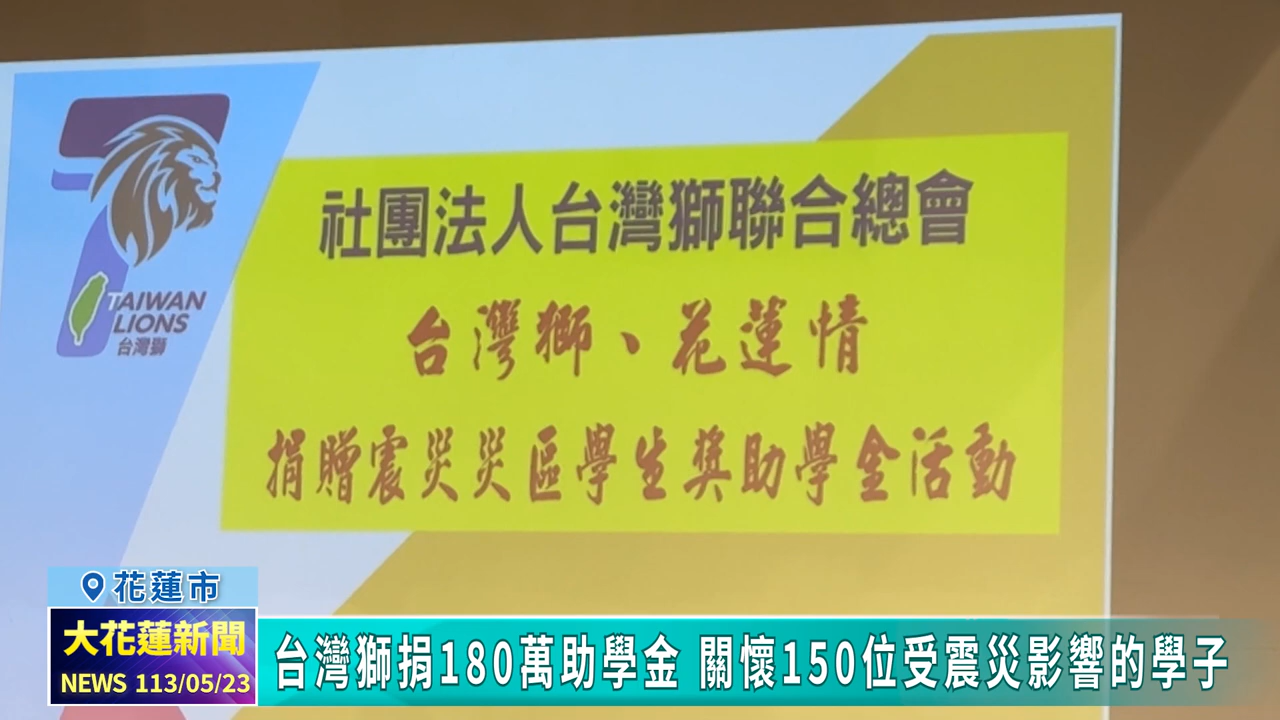 TAIWAN
LIONS
台灣獅
社團法人台灣獅聯合總會
台灣獅、花蓮情
捐贈震災災區學生獎助學金活動
花蓮市
大花蓮新聞
NEWS 113/05/23
台灣獅捐180萬助學金 關懷150位受震災影響的學子